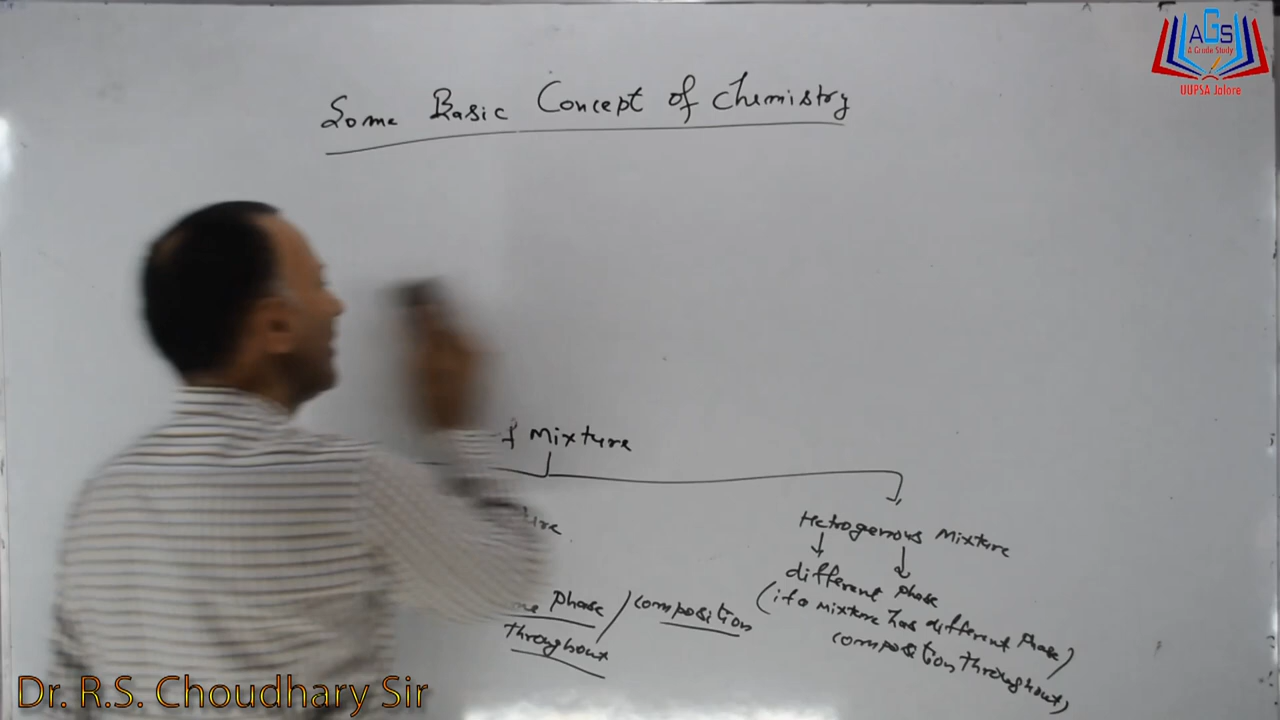 AGS
A Grade Study
UUPSA Jalore
Some Basic Concept of Chemistry
f Mixture
Hetrogenous Mixture
different Phase
(if a mixture has different Phase/
composition throughout)
Phase / composition
throughout
Dr. R.S. Choudhary Sir